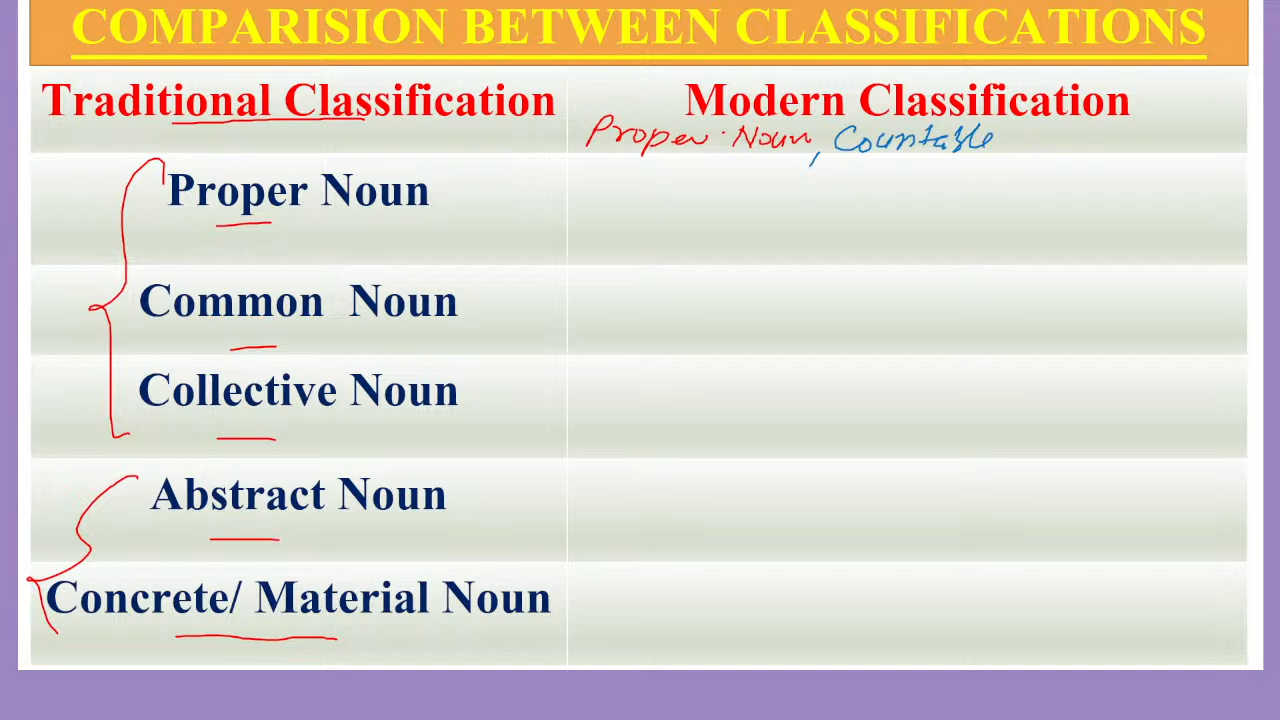 COMPARISION BETWEEN CLASSIFICATIONS
Traditional Classification
Modern Classification
Proper Noun, Countable
Proper Noun
Common Noun
Collective Noun
Abstract Noun
Concrete/ Material Noun